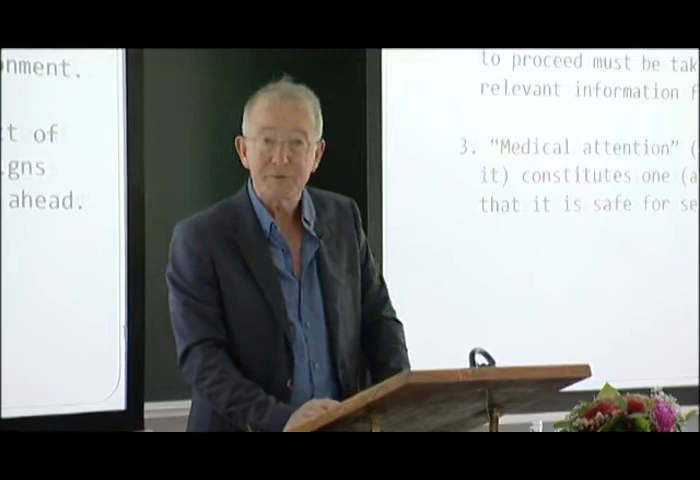 onment.
t of
gns
ahead.
to proceed must be tak
relevant information f
3. “Medical attention” (
it) constitutes one (a
that it is safe for se